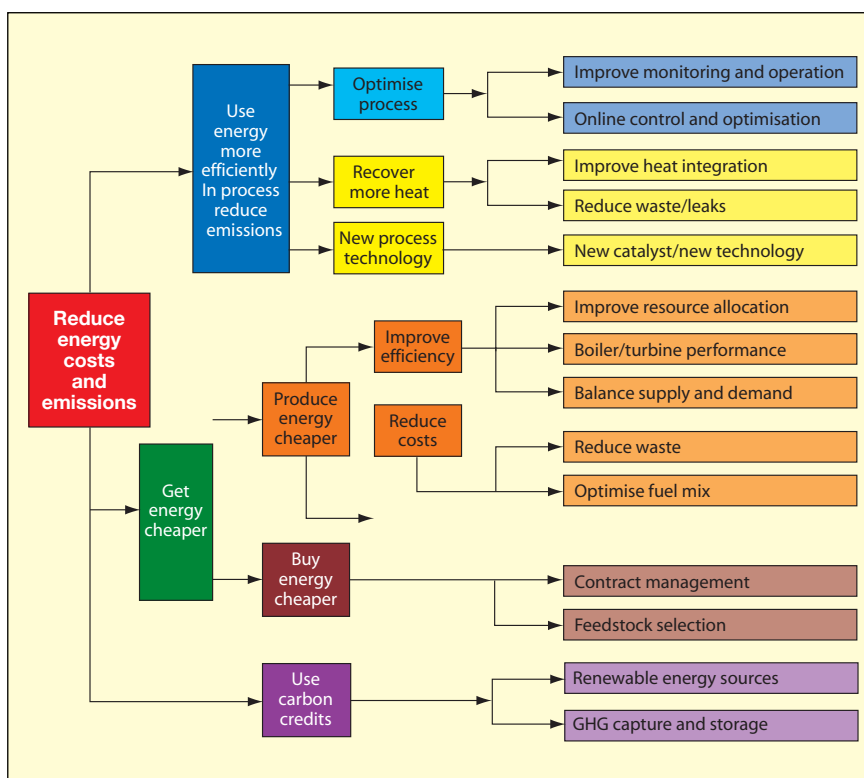 Reduce
energy
costs
and
emissions
Use
energy
more
efficiently
In process
reduce
emissions
Optimise
process
Improve monitoring and operation
Online control and optimisation
Recover
more heat
Improve heat integration
Reduce waste/leaks
New process
technology
New catalyst/new technology
Get
energy
cheaper
Produce
energy
cheaper
Improve
efficiency
Improve resource allocation
Boiler/turbine performance
Balance supply and demand
Reduce
costs
Reduce waste
Optimise fuel mix
Buy
energy
cheaper
Contract management
Feedstock selection
Use
carbon
credits
Renewable energy sources
GHG capture and storage